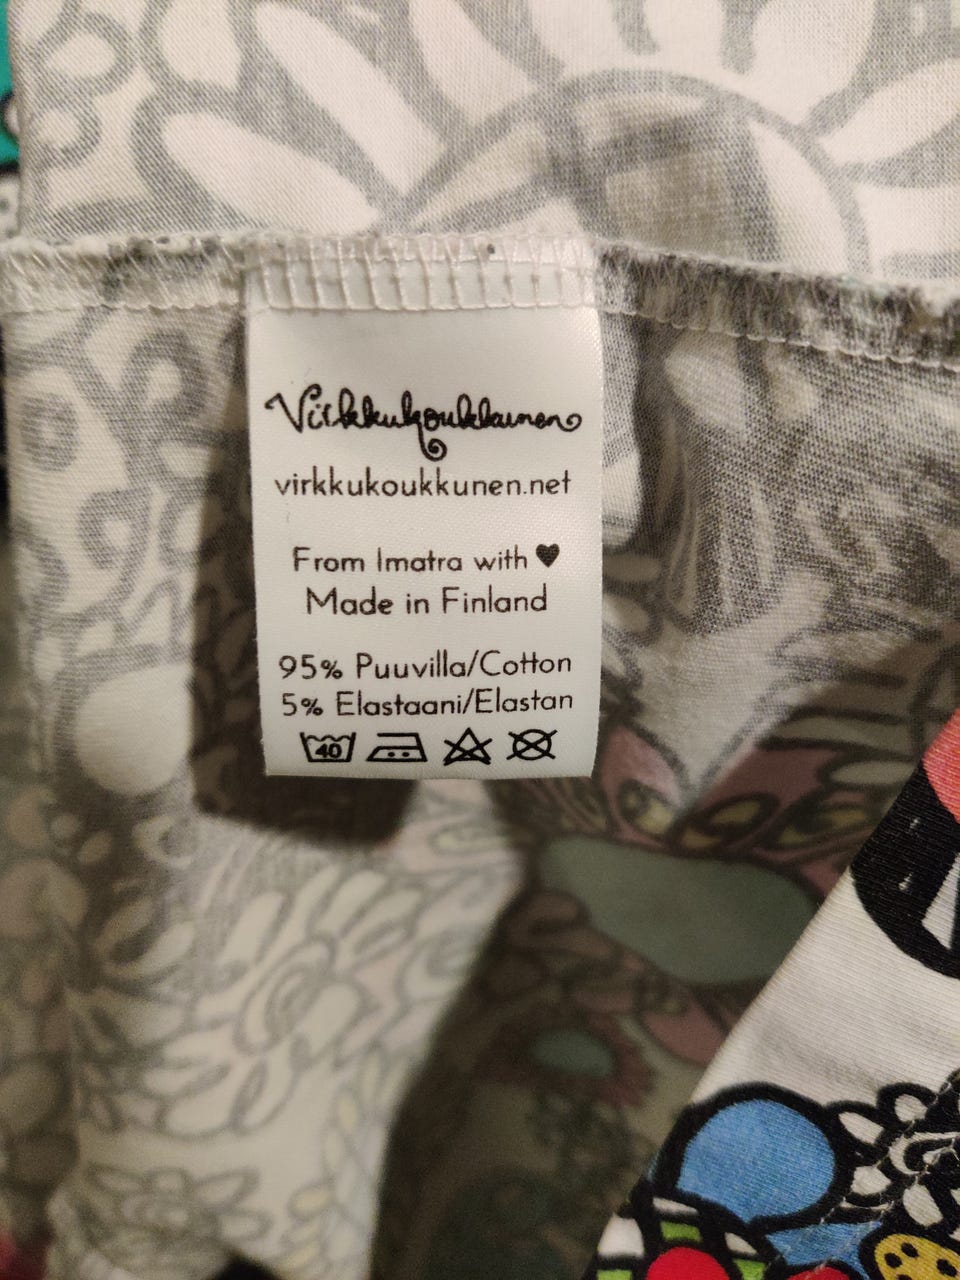 Virkkukoukkunen
virkkukoukkunen.net
From Imatra with ♥
Made in Finland
95% Puuvilla/Cotton
5% Elastaani/Elastan
40